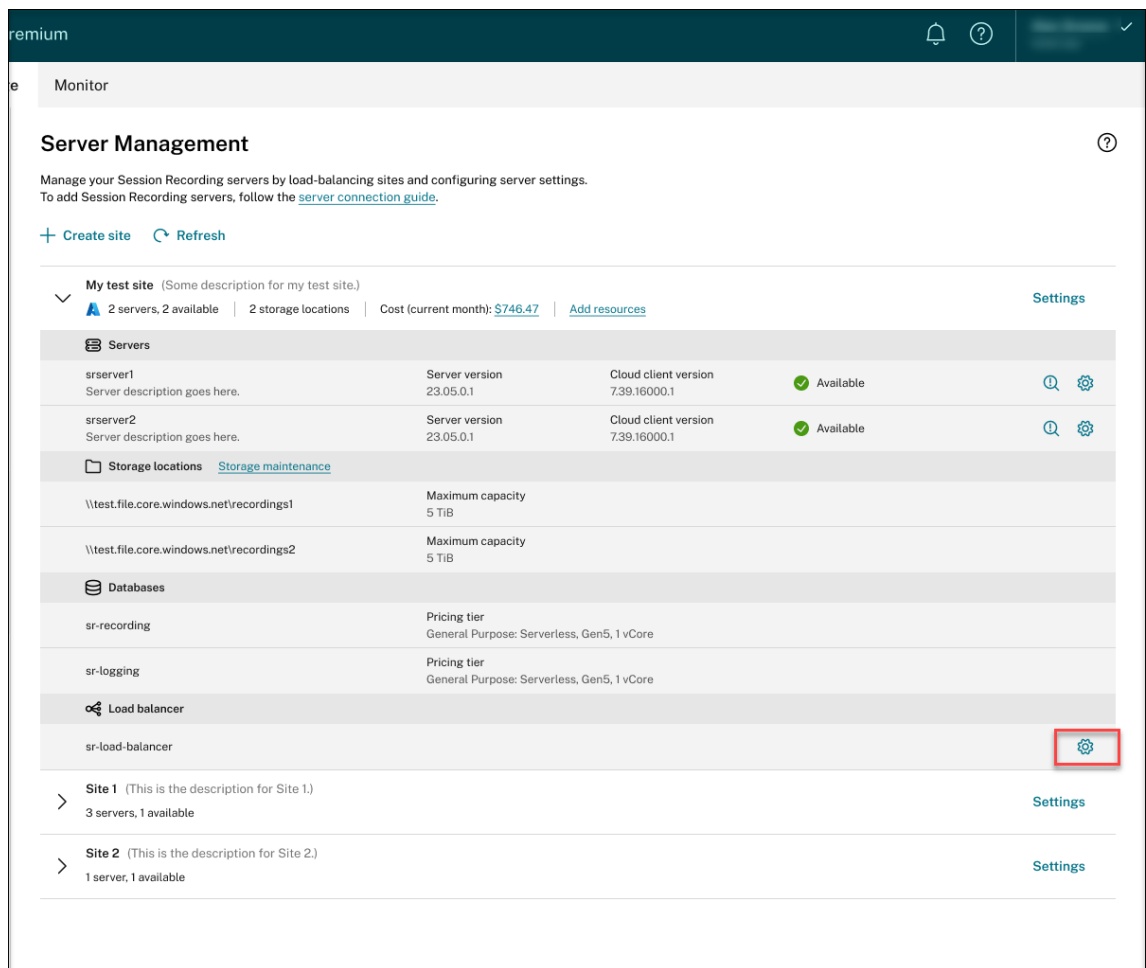 remium
e
Monitor
Server Management
Manage your Session Recording servers by load-balancing sites and configuring server settings.
To add Session Recording servers, follow the server connection guide.
Create site Refresh
My test site (Some description for my test site.)
2 servers, 2 available 2 storage locations Cost (current month): $746.47 Add resources
Settings
Servers
srserver1 Server version Cloud client version
Server description goes here. 23.05.0.1 7.39.16000.1
Available
srserver2 Server version Cloud client version
Server description goes here. 23.05.0.1 7.39.16000.1
Available
Storage locations Storage maintenance
\\test.file.core.windows.net\recordings1
Maximum capacity
5 TiB
\\test.file.core.windows.net\recordings2
Maximum capacity
5 TiB
Databases
sr-recording
Pricing tier
General Purpose: Serverless, Gen5, 1 vCore
sr-logging
Pricing tier
General Purpose: Serverless, Gen5, 1 vCore
Load balancer
sr-load-balancer
Site 1 (This is the description for Site 1.)
3 servers, 1 available
Settings
Site 2 (This is the description for Site 2.)
1 server, 1 available
Settings